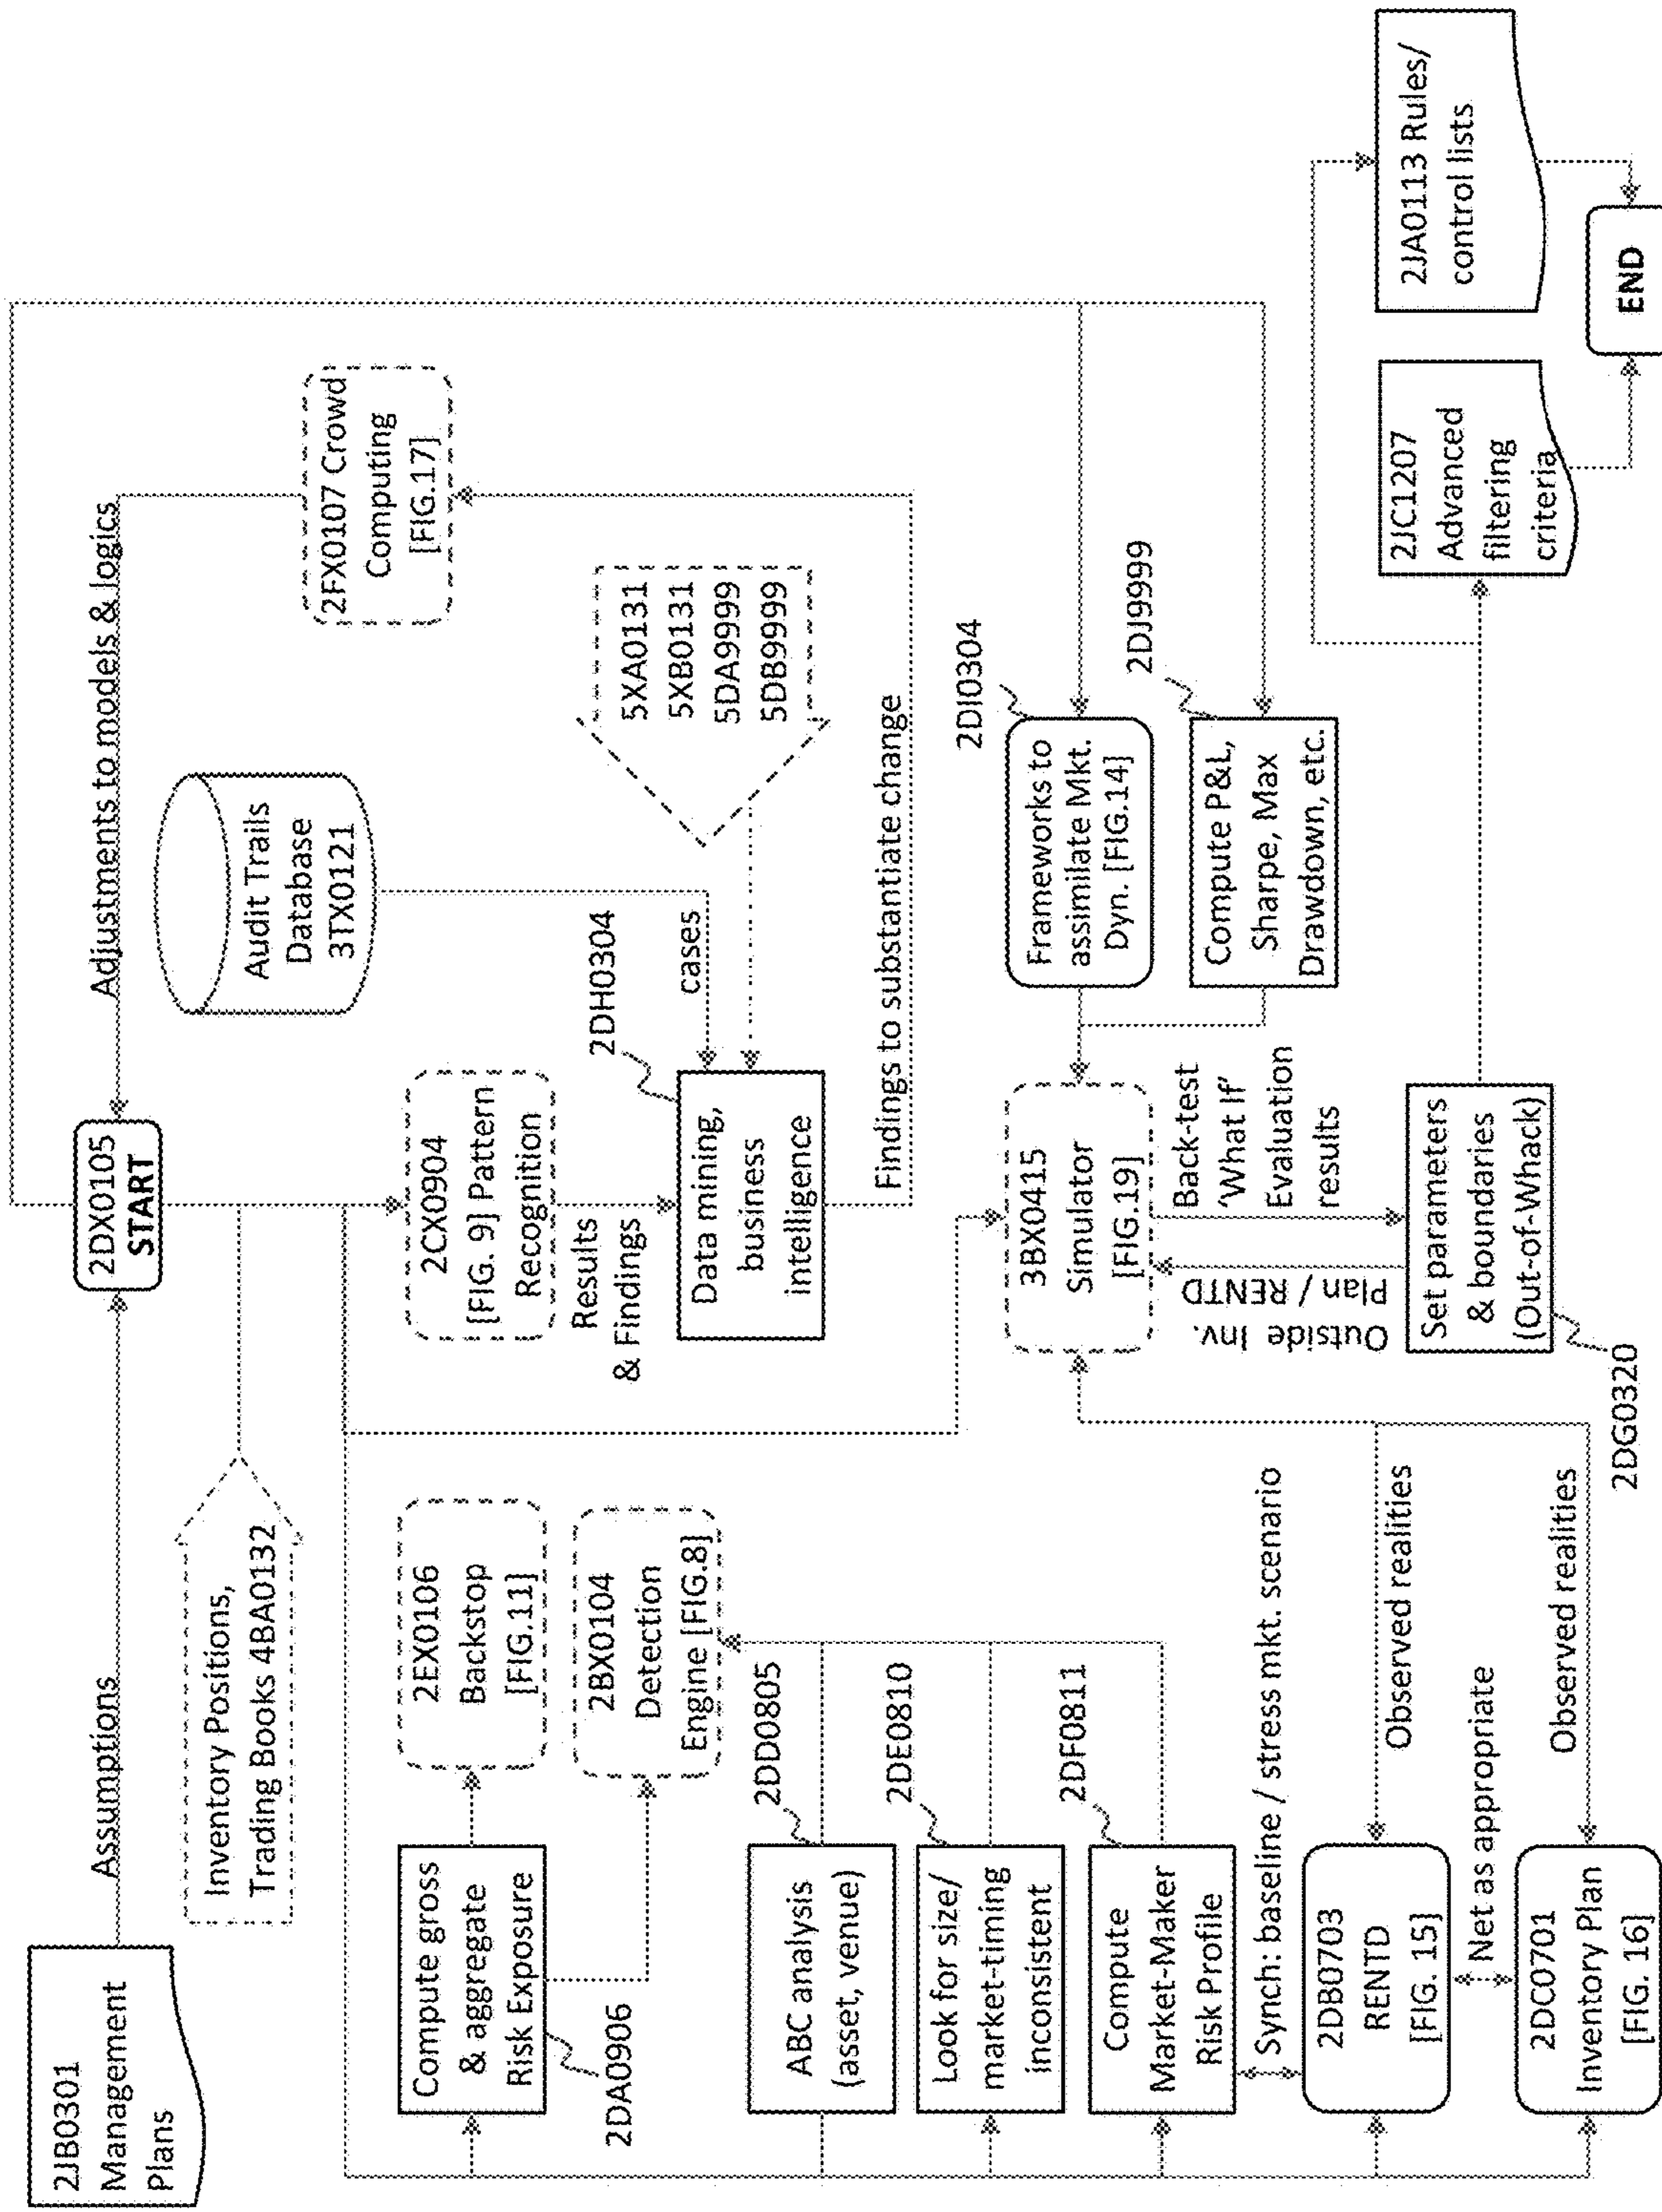 2JB0301
Management
Plans
Assumptions
2DX0105
START
Adjustments to models & logics
Inventory Positions,
Trading Books 4BA0132
Audit Trails
Database
3TX0121
2FX0107 Crowd
Computing
[FIG.17]
Compute gross
& aggregate
Risk Exposure
2DA0906
2EX0106
Backstop
[FIG.11]
2BX0104
Detection
Engine [FIG.8]
2CX0904
[FIG. 9] Pattern
Recognition
Results
& Findings
2DH0304
cases
Data mining,
business
intelligence
5XA0131
5XB0131
5DA9999
5DB9999
Findings to substantiate change
ABC analysis
(asset, venue)
2DD0805
Look for size/
market-timing
inconsistent
2DE0810
Compute
Market-Maker
Risk Profile
2DF0811
Synch: baseline / stress mkt. scenario
3BX0415
Simulator
[FIG.19]
Frameworks to
assimilate Mkt.
Dyn. [FIG.14]
2DI0304
Compute P&L,
Sharpe, Max
Drawdown, etc.
2DJ9999
2DB0703
RENTD
[FIG. 15]
Observed realities
Net as appropriate
2DC0701
Inventory Plan
[FIG. 16]
Observed realities
Outside Inv.
Plan / RENTD
Back-test
‘What If’
Evaluation
results
Set parameters
& boundaries
(Out-of-Whack)
2DG0320
2JC1207
Advanced
filtering
criteria
2JA0113 Rules/
control lists
END